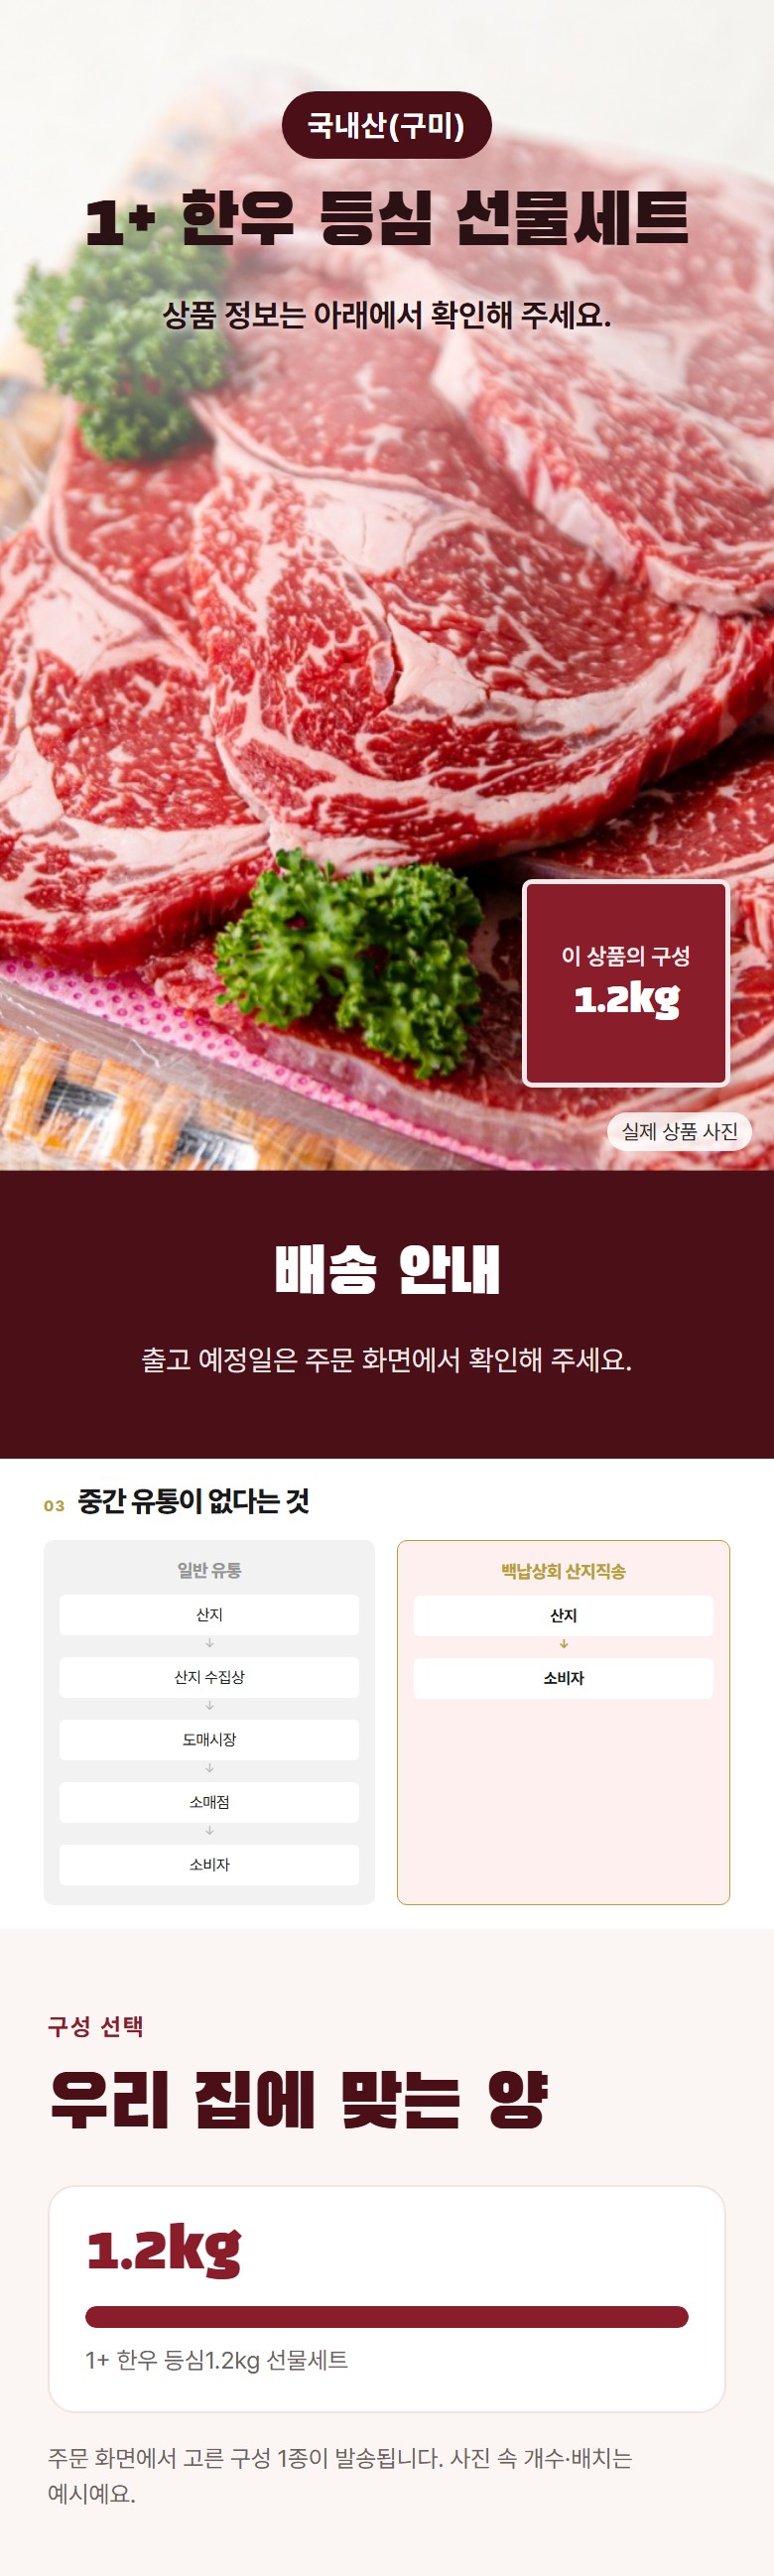 국내산(구미)
1+ 한우 등심 선물세트
상품 정보는 아래에서 확인해 주세요.
이 상품의 구성
1.2kg
실제 상품 사진
배송 안내
출고 예정일은 주문 화면에서 확인해 주세요.
03 중간 유통이 없다는 것
일반 유통
산지
↓
산지 수집상
↓
도매시장
↓
소매점
↓
소비자
백납상회 산지직송
산지
↓
소비자
구성 선택
우리 집에 맞는 양
1.2kg
1+ 한우 등심1.2kg 선물세트
주문 화면에서 고른 구성 1종이 발송됩니다. 사진 속 개수·배치는
예시예요.